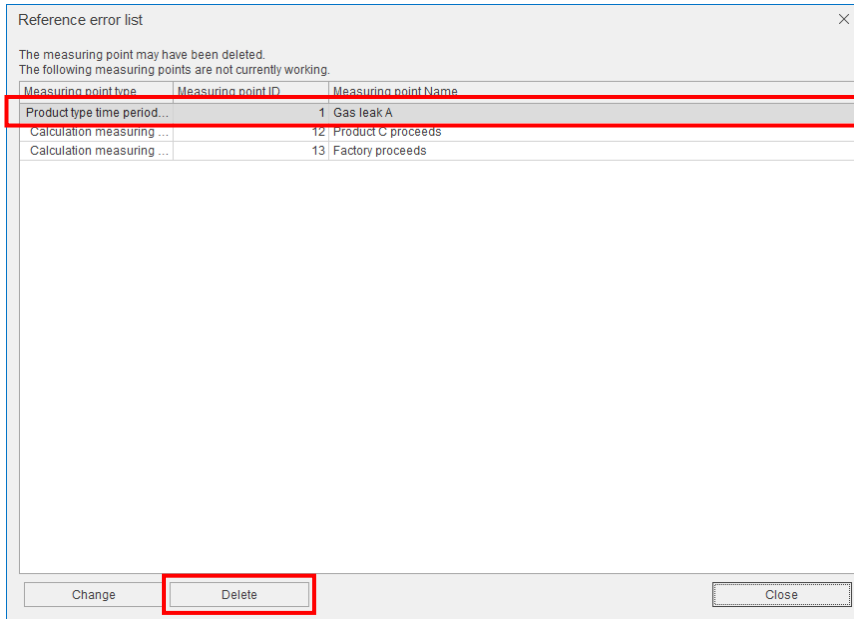 Reference error list
The measuring point may have been deleted.
The following measuring points are not currently working.
Measuring point type Measuring point ID Measuring point Name
Product type time period... 1 Gas leak A
Calculation measuring ... 12 Product C proceeds
Calculation measuring ... 13 Factory proceeds
Change Delete Close